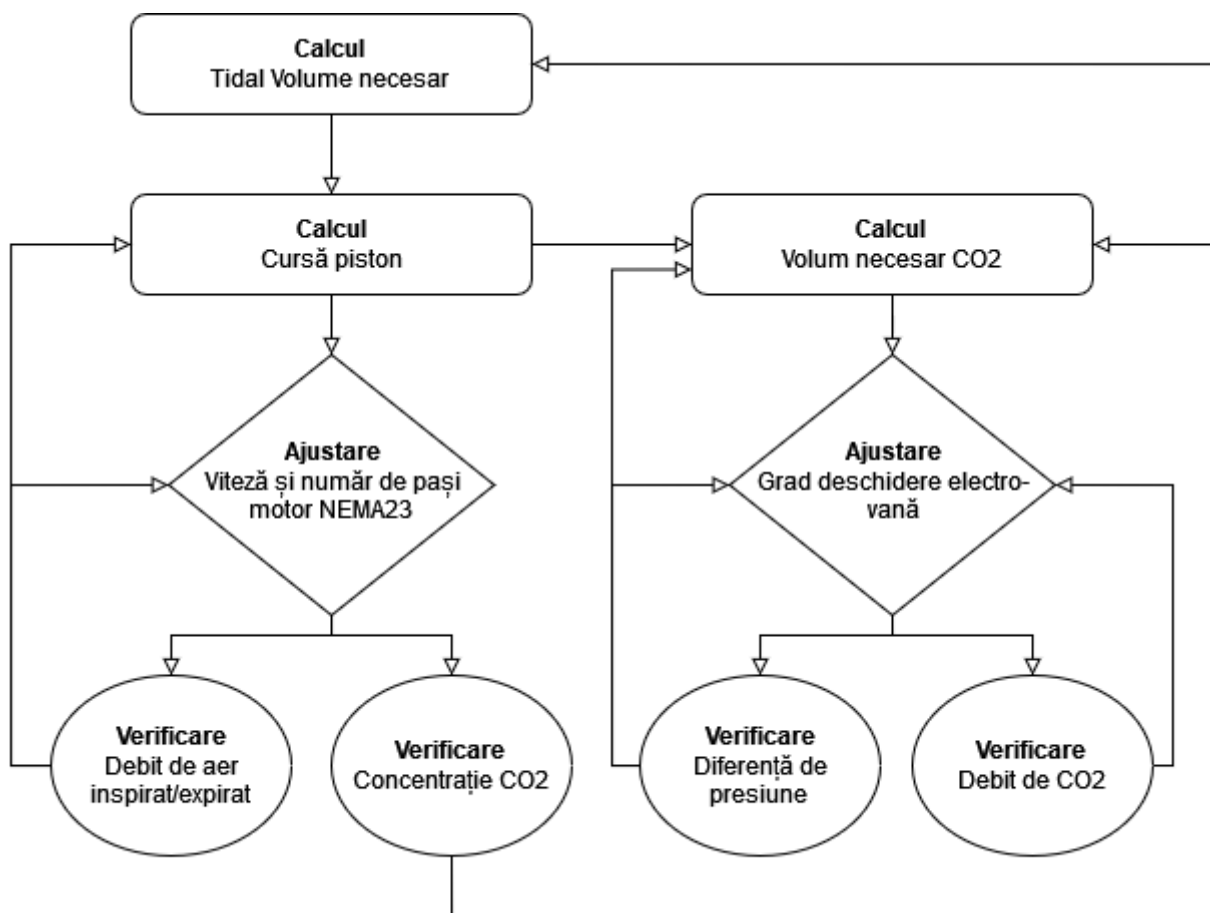 Calcul
Tidal Volume necesar
Calcul
Cursă piston
Calcul
Volum necesar CO2
Ajustare
Viteză și număr de pași
motor NEMA23
Ajustare
Grad deschidere electro-
vană
Verificare
Debit de aer
inspirat/expirat
Verificare
Concentrație CO2
Verificare
Diferență de
presiune
Verificare
Debit de CO2